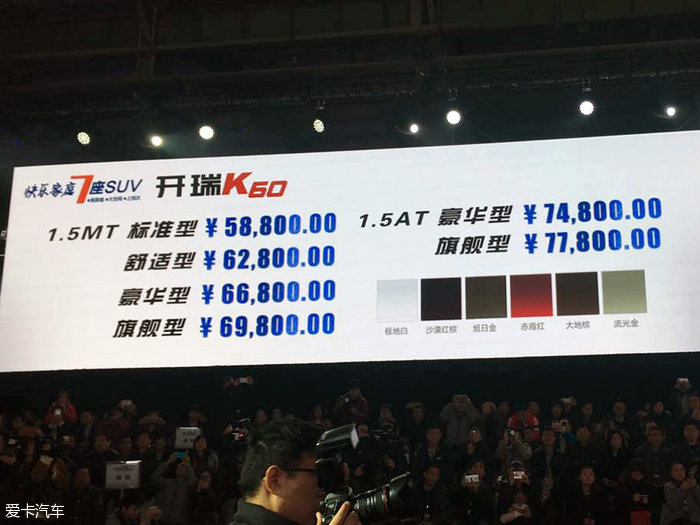 快乐家庭7座SUV 开瑞K60
1.5MT 标准型 ¥58,800.00
舒适型 ¥62,800.00
豪华型 ¥66,800.00
旗舰型 ¥69,800.00
1.5AT 豪华型 ¥74,800.00
旗舰型 ¥77,800.00
极地白 沙漠红棕 旭日金 赤霞红 大地棕 流光金
爱卡汽车